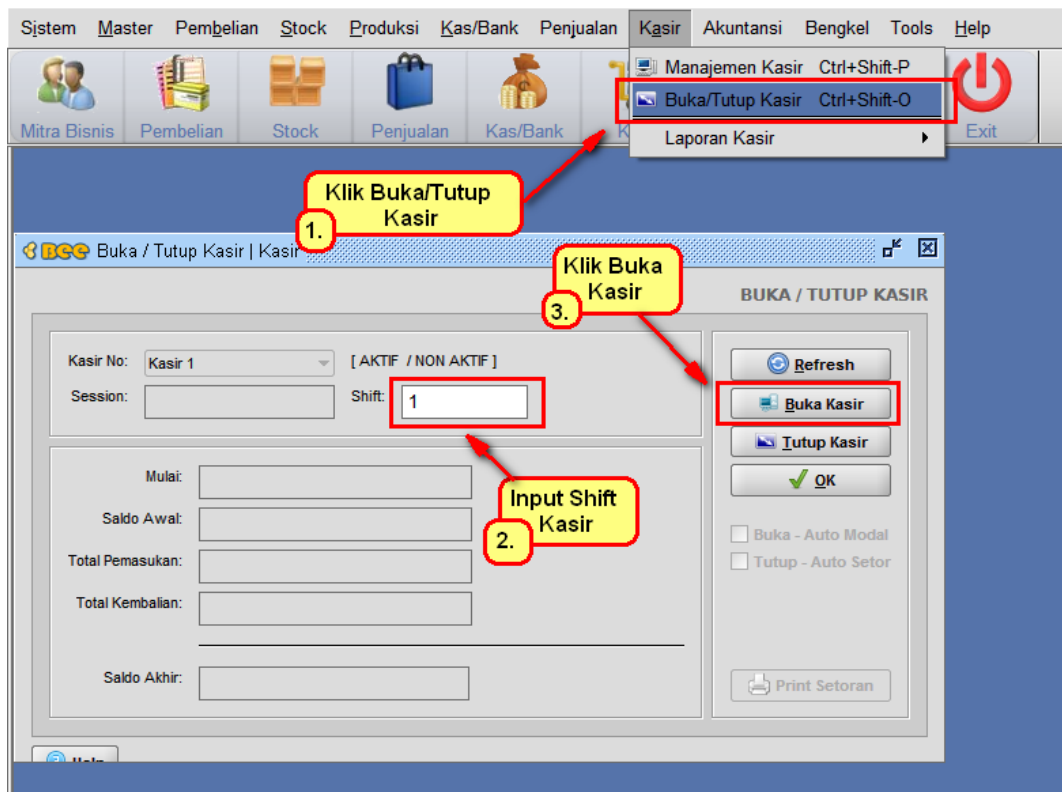 Sistem Master Pembelian Stock Produksi Kas/Bank Penjualan Kasir Akuntansi Bengkel Tools Help
Manajemen Kasir Ctrl+Shift-P
Buka/Tutup Kasir Ctrl+Shift-O
Laporan Kasir
Mitra Bisnis Pembelian Stock Penjualan Kas/Bank K Exit
Klik Buka/Tutup
Kasir
1.
Bee Buka / Tutup Kasir | Kasir
Klik Buka
Kasir
3.
BUKA / TUTUP KASIR
Kasir No: Kasir 1 [ AKTIF / NON AKTIF ]
Session: Shift: 1
Refresh
Buka Kasir
Tutup Kasir
OK
Mulai:
Saldo Awal:
Total Pemasukan:
Total Kembalian:
Saldo Akhir:
Input Shift
Kasir
2.
Buka - Auto Modal
Tutup - Auto Setor
Print Setoran
Help